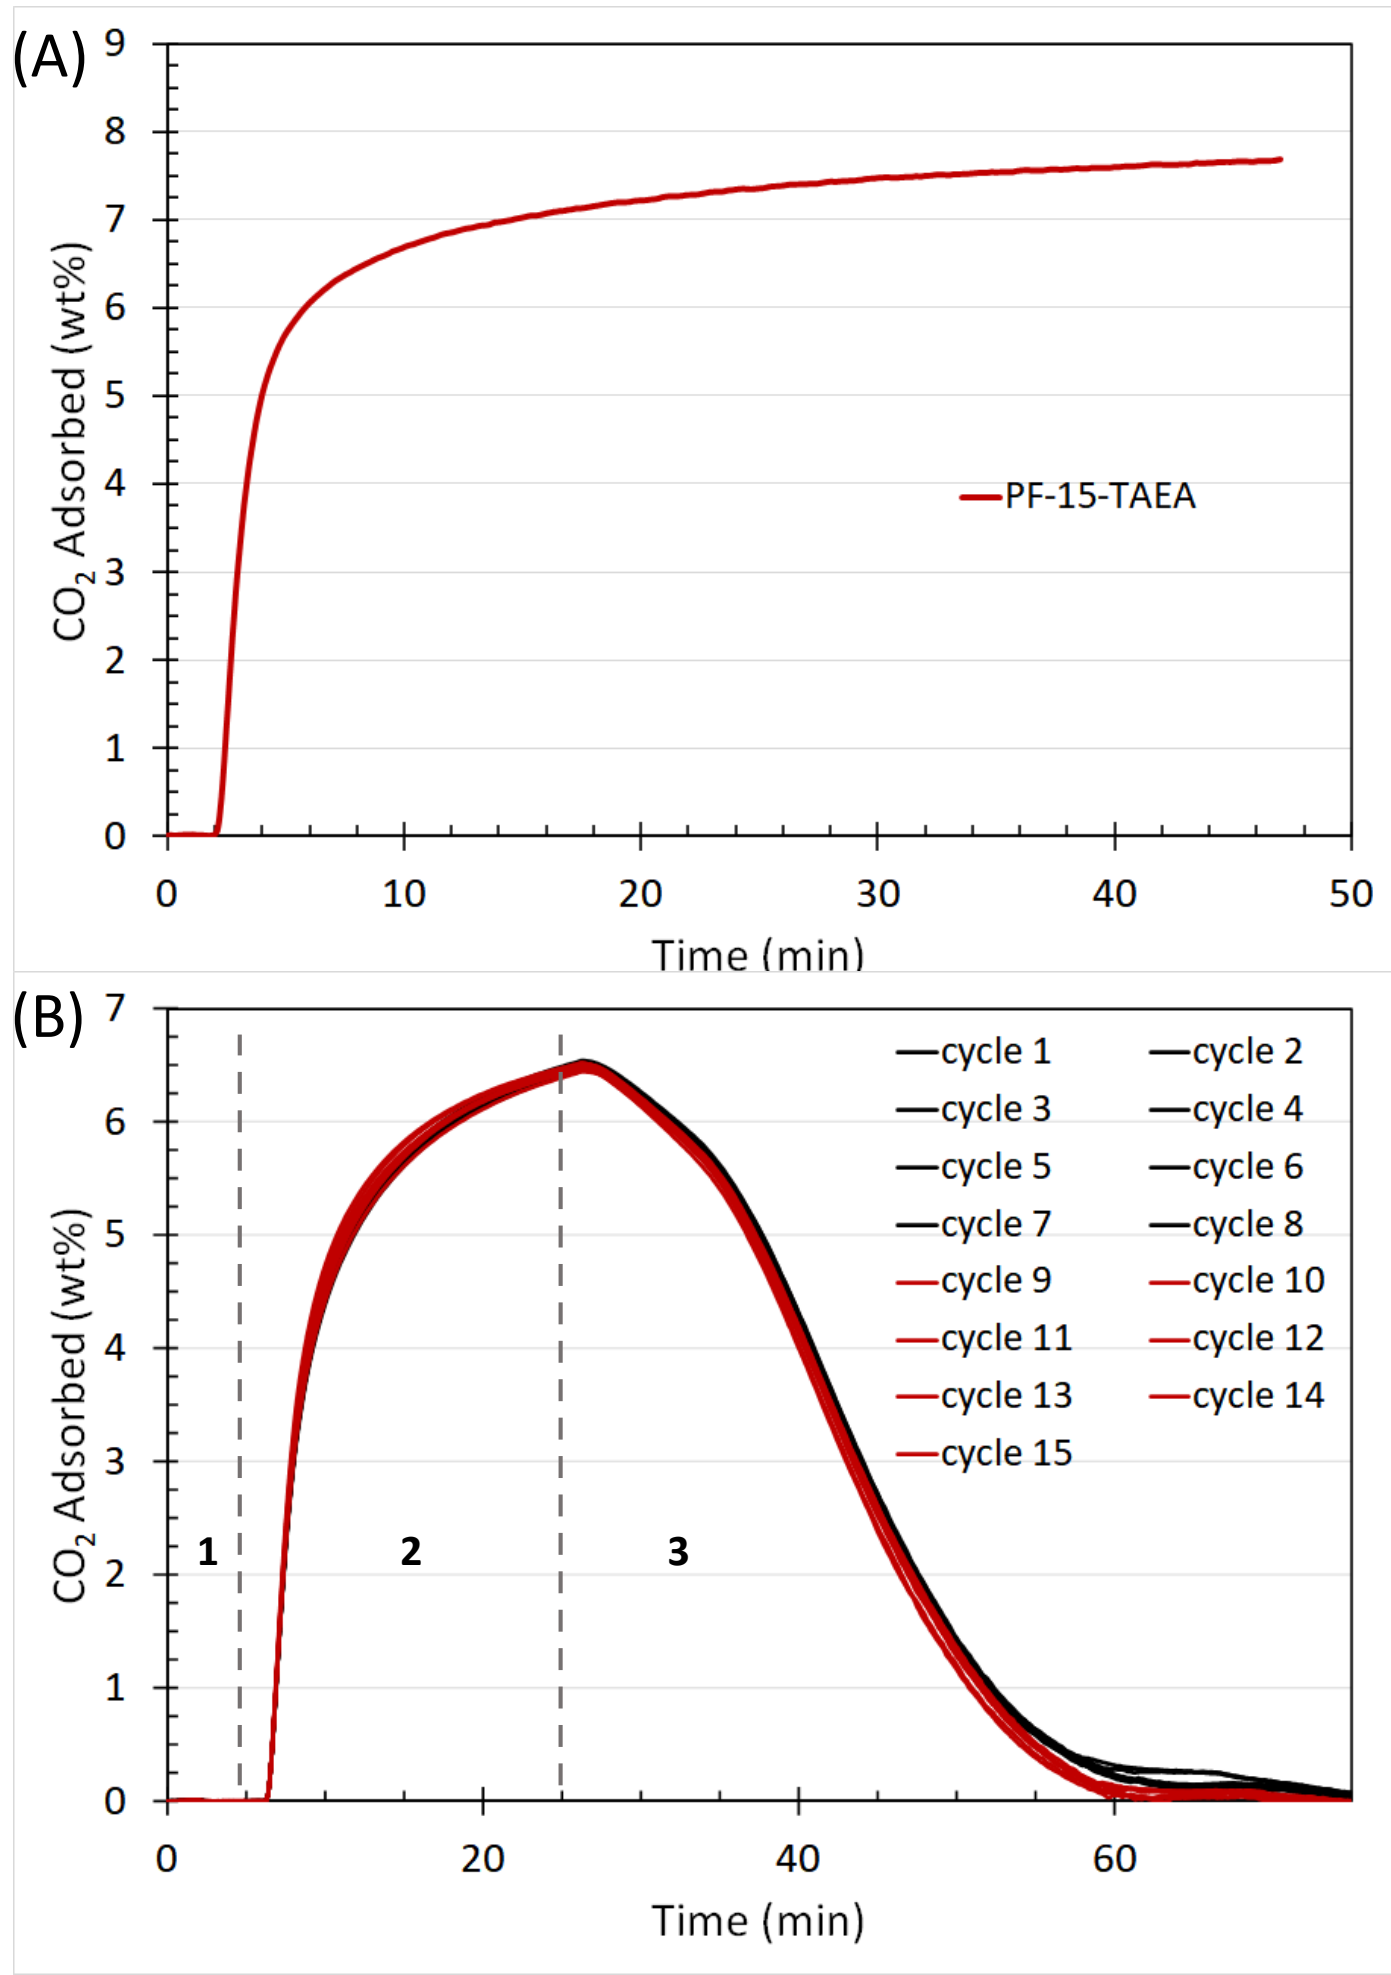 (A)
9
8
7
6
5
4
3
2
1
0
CO2 Adsorbed (wt%)
PF-15-TAEA
0 10 20 30 40 50
Time (min)
(B)
7
6
5
4
3
2
1
0
CO2 Adsorbed (wt%)
cycle 1 cycle 2
cycle 3 cycle 4
cycle 5 cycle 6
cycle 7 cycle 8
cycle 9 cycle 10
cycle 11 cycle 12
cycle 13 cycle 14
cycle 15
1 2 3
0 20 40 60
Time (min)